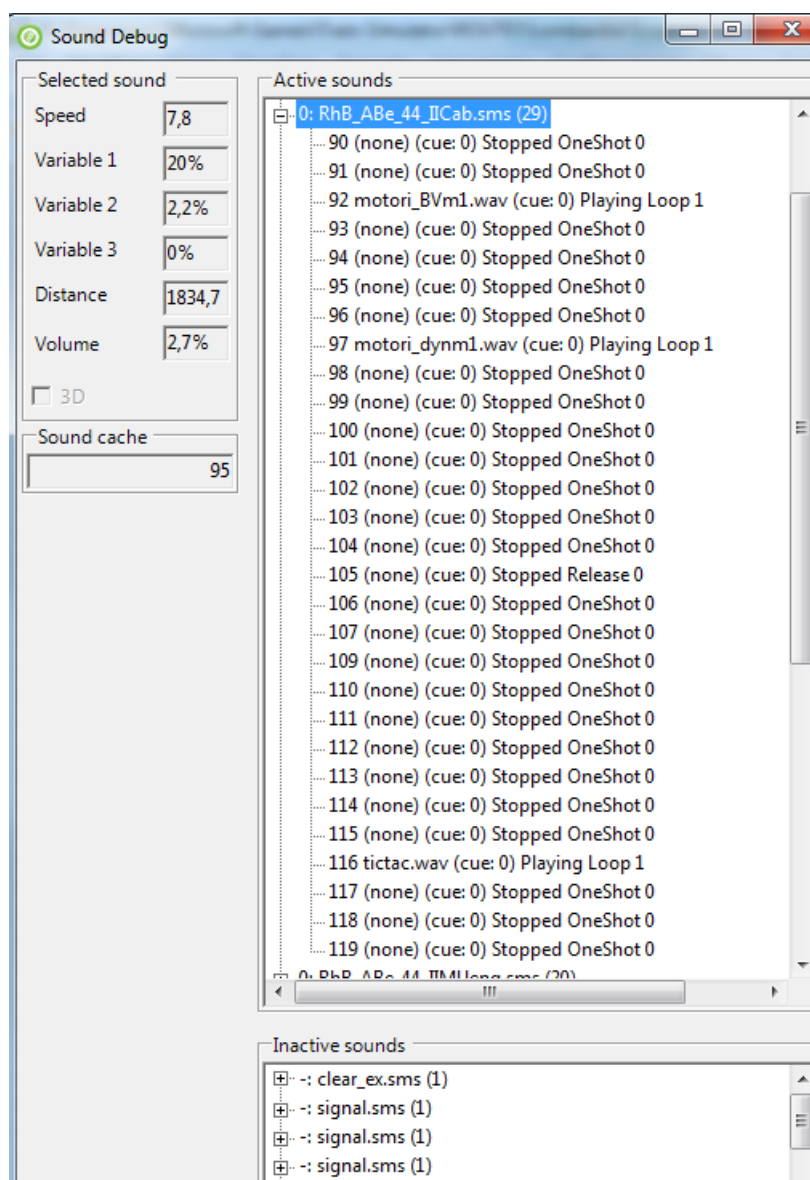 Sound Debug
Selected sound
Speed
7,8
Variable 1
20%
Variable 2
2,2%
Variable 3
0%
Distance
1834,7
Volume
2,7%
3D
Sound cache
95
Active sounds
0: RhB_ABe_44_IICab.sms (29)
90 (none) (cue: 0) Stopped OneShot 0
91 (none) (cue: 0) Stopped OneShot 0
92 motori_BVm1.wav (cue: 0) Playing Loop 1
93 (none) (cue: 0) Stopped OneShot 0
94 (none) (cue: 0) Stopped OneShot 0
95 (none) (cue: 0) Stopped OneShot 0
96 (none) (cue: 0) Stopped OneShot 0
97 motori_dynm1.wav (cue: 0) Playing Loop 1
98 (none) (cue: 0) Stopped OneShot 0
99 (none) (cue: 0) Stopped OneShot 0
100 (none) (cue: 0) Stopped OneShot 0
101 (none) (cue: 0) Stopped OneShot 0
102 (none) (cue: 0) Stopped OneShot 0
103 (none) (cue: 0) Stopped OneShot 0
104 (none) (cue: 0) Stopped OneShot 0
105 (none) (cue: 0) Stopped Release 0
106 (none) (cue: 0) Stopped OneShot 0
107 (none) (cue: 0) Stopped OneShot 0
109 (none) (cue: 0) Stopped OneShot 0
110 (none) (cue: 0) Stopped OneShot 0
111 (none) (cue: 0) Stopped OneShot 0
112 (none) (cue: 0) Stopped OneShot 0
113 (none) (cue: 0) Stopped OneShot 0
114 (none) (cue: 0) Stopped OneShot 0
115 (none) (cue: 0) Stopped OneShot 0
116 tictac.wav (cue: 0) Playing Loop 1
117 (none) (cue: 0) Stopped OneShot 0
118 (none) (cue: 0) Stopped OneShot 0
119 (none) (cue: 0) Stopped OneShot 0
Inactive sounds
-: clear_ex.sms (1)
-: signal.sms (1)
-: signal.sms (1)
-: signal.sms (1)